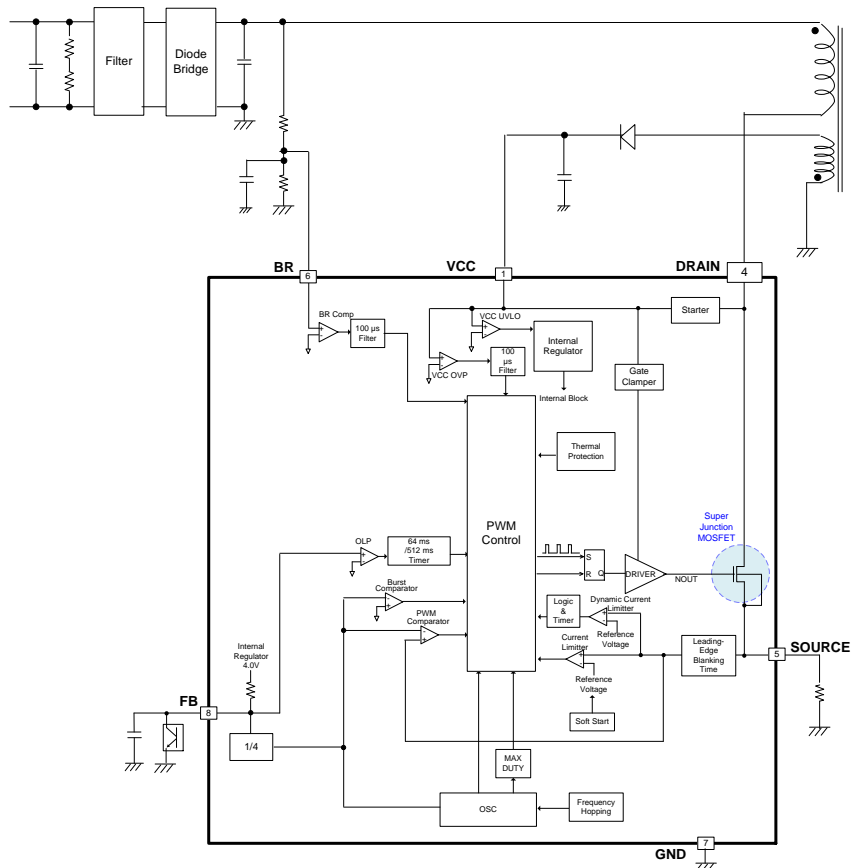 Filter
Diode
Bridge
BR
VCC
DRAIN
6
1
4
BR Comp
100 µs
Filter
VCC UVLO
Starter
Internal
Regulator
100
µs
Filter
VCC OVP
Gate
Clamper
Internal Block
Thermal
Protection
PWM
Control
Super
Junction
MOSFET
OLP
64 ms
/512 ms
Timer
S
R
Q
DRIVER
NOUT
Burst
Comparator
PWM
Comparator
Logic
&
Timer
Dynamic Current
Limitter
Reference
Voltage
Current
Limitter
Reference
Voltage
Leading-
Edge
Blanking
Time
5
SOURCE
Internal
Regulator
4.0V
FB
8
1/4
Soft Start
MAX
DUTY
OSC
Frequency
Hopping
GND
7